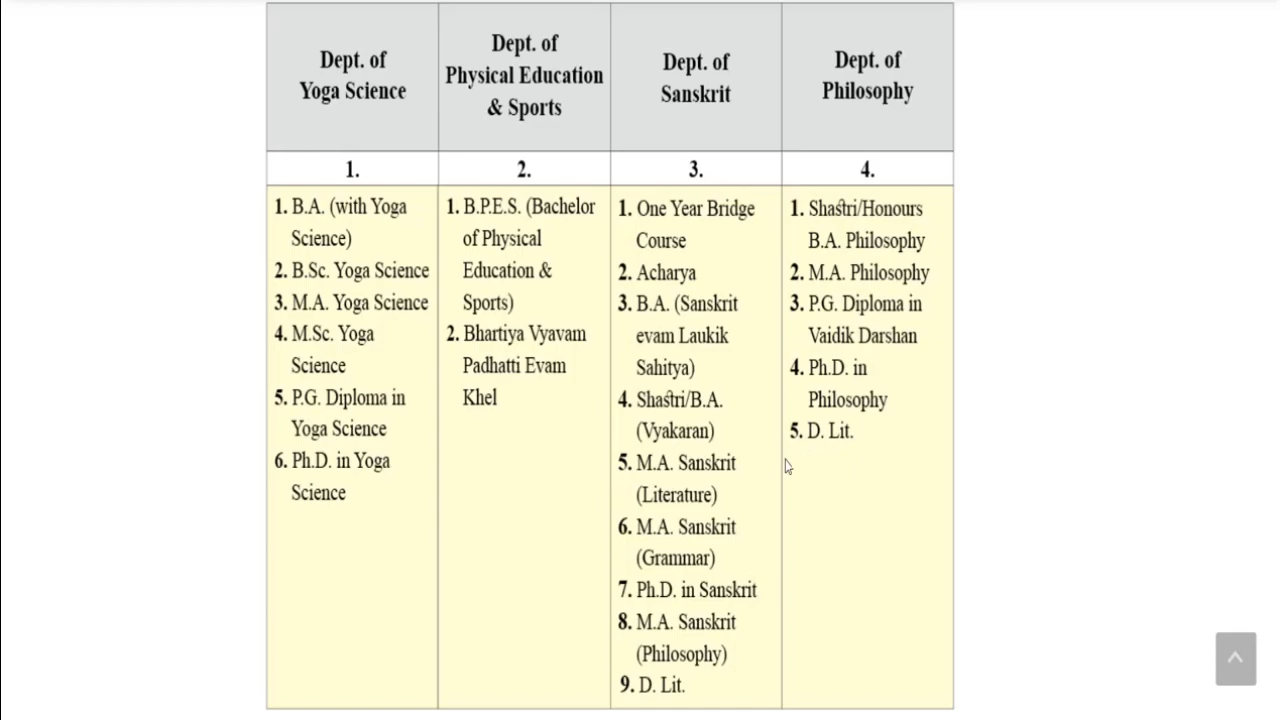 Dept. of
Yoga Science
Dept. of
Physical Education
& Sports
Dept. of
Sanskrit
Dept. of
Philosophy
1.
2.
3.
4.
1. B.A. (with Yoga
Science)
2. B.Sc. Yoga Science
3. M.A. Yoga Science
4. M.Sc. Yoga
Science
5. P.G. Diploma in
Yoga Science
6. Ph.D. in Yoga
Science
1. B.P.E.S. (Bachelor
of Physical
Education &
Sports)
2. Bhartiya Vyavam
Padhatti Evam
Khel
1. One Year Bridge
Course
2. Acharya
3. B.A. (Sanskrit
evam Laukik
Sahitya)
4. Shastri/B.A.
(Vyakaran)
5. M.A. Sanskrit
(Literature)
6. M.A. Sanskrit
(Grammar)
7. Ph.D. in Sanskrit
8. M.A. Sanskrit
(Philosophy)
9. D. Lit.
1. Shastri/Honours
B.A. Philosophy
2. M.A. Philosophy
3. P.G. Diploma in
Vaidik Darshan
4. Ph.D. in
Philosophy
5. D. Lit.